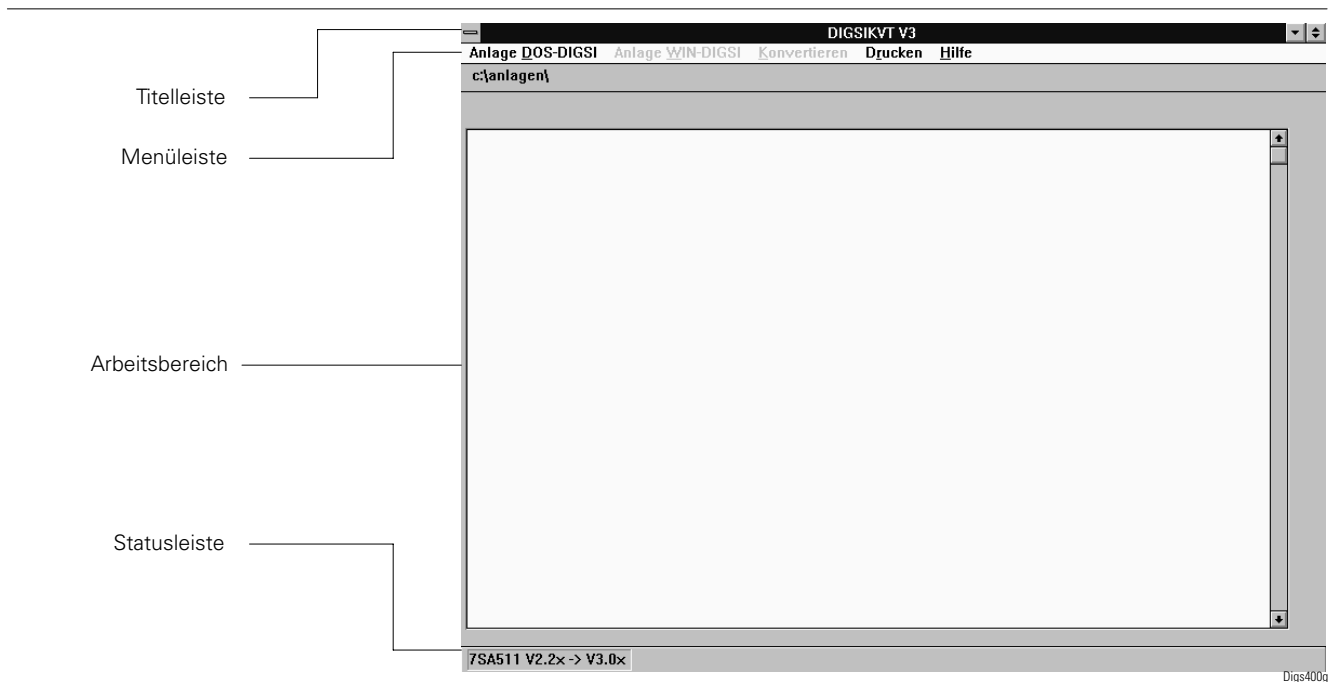 DIGSIKVT V3
Anlage DOS-DIGSI Anlage WIN-DIGSI Konvertieren Drucken Hilfe
c:\anlagen\
Titelleiste
Menüleiste
Arbeitsbereich
Statusleiste
7SA511 V2.2x -> V3.0x
Digs400g